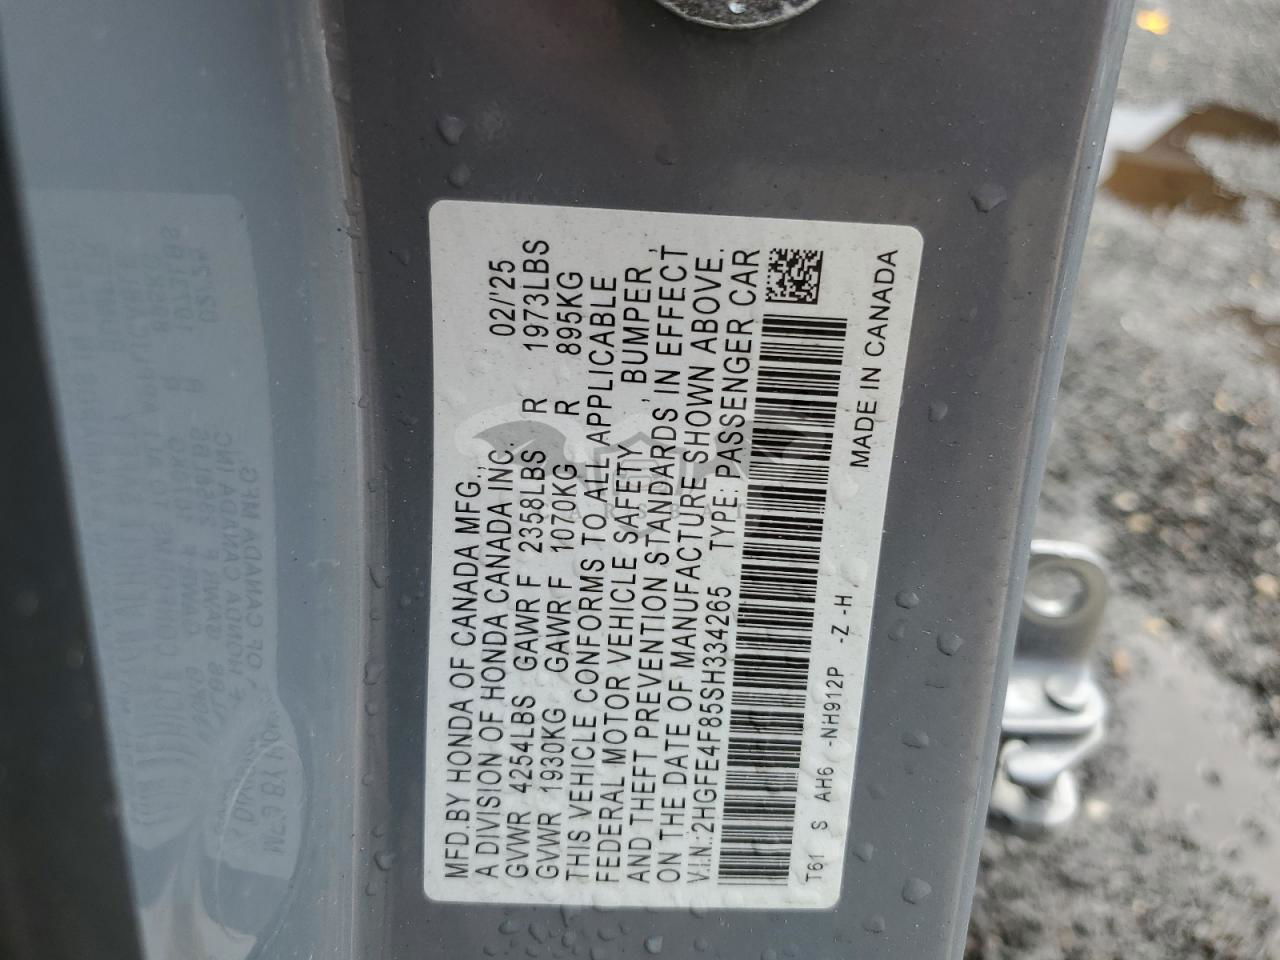 MFD.BY HONDA OF CANADA MFG., 02/'25
A DIVISION OF HONDA CANADA INC.
GVWR 4254LBS GAWR F 2358LBS R 1973LBS
GVWR 1930KG GAWR F 1070KG R 895KG
THIS VEHICLE CONFORMS TO ALL APPLICABLE
FEDERAL MOTOR VEHICLE SAFETY , BUMPER ,
AND THEFT PREVENTION STANDARDS IN EFFECT
ON THE DATE OF MANUFACTURE SHOWN ABOVE.
V.I.N.:2HGFE4F85SH334265 TYPE: PASSENGER CAR
T61 S AH6 -NH912P -Z -H
MADE IN CANADA